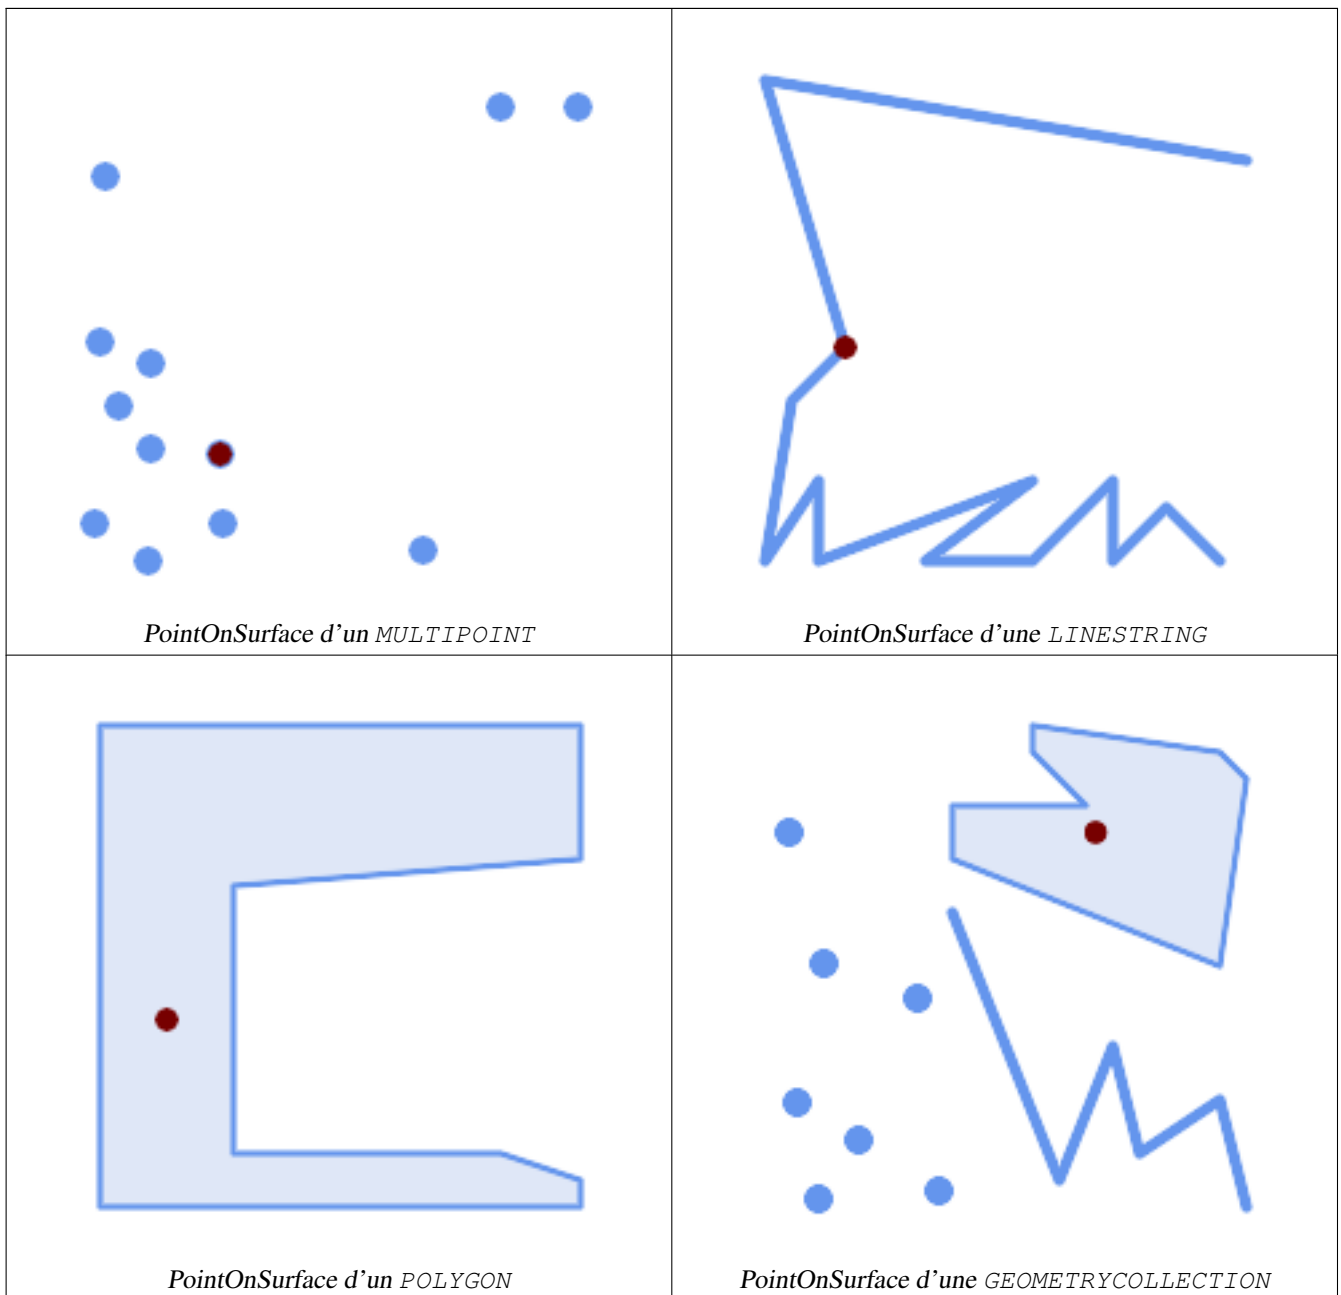 PointOnSurface d'un MULTIPOINT
PointOnSurface d'une LINESTRING
PointOnSurface d'un POLYGON
PointOnSurface d'une GEOMETRYCOLLECTION